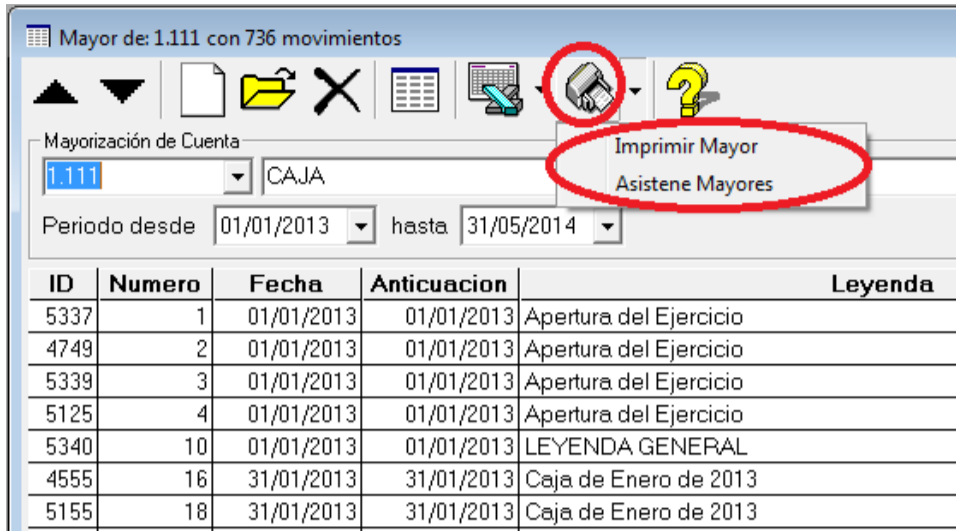 Mayor de: 1.111 con 736 movimientos
Imprimir Mayor
Asistene Mayores
Mayorización de Cuenta
1.111 CAJA
Periodo desde 01/01/2013 hasta 31/05/2014
ID Numero Fecha Anticuacion Leyenda
5337 1 01/01/2013 01/01/2013 Apertura del Ejercicio
4749 2 01/01/2013 01/01/2013 Apertura del Ejercicio
5339 3 01/01/2013 01/01/2013 Apertura del Ejercicio
5125 4 01/01/2013 01/01/2013 Apertura del Ejercicio
5340 10 01/01/2013 01/01/2013 LEYENDA GENERAL
4555 16 31/01/2013 31/01/2013 Caja de Enero de 2013
5155 18 31/01/2013 31/01/2013 Caja de Enero de 2013